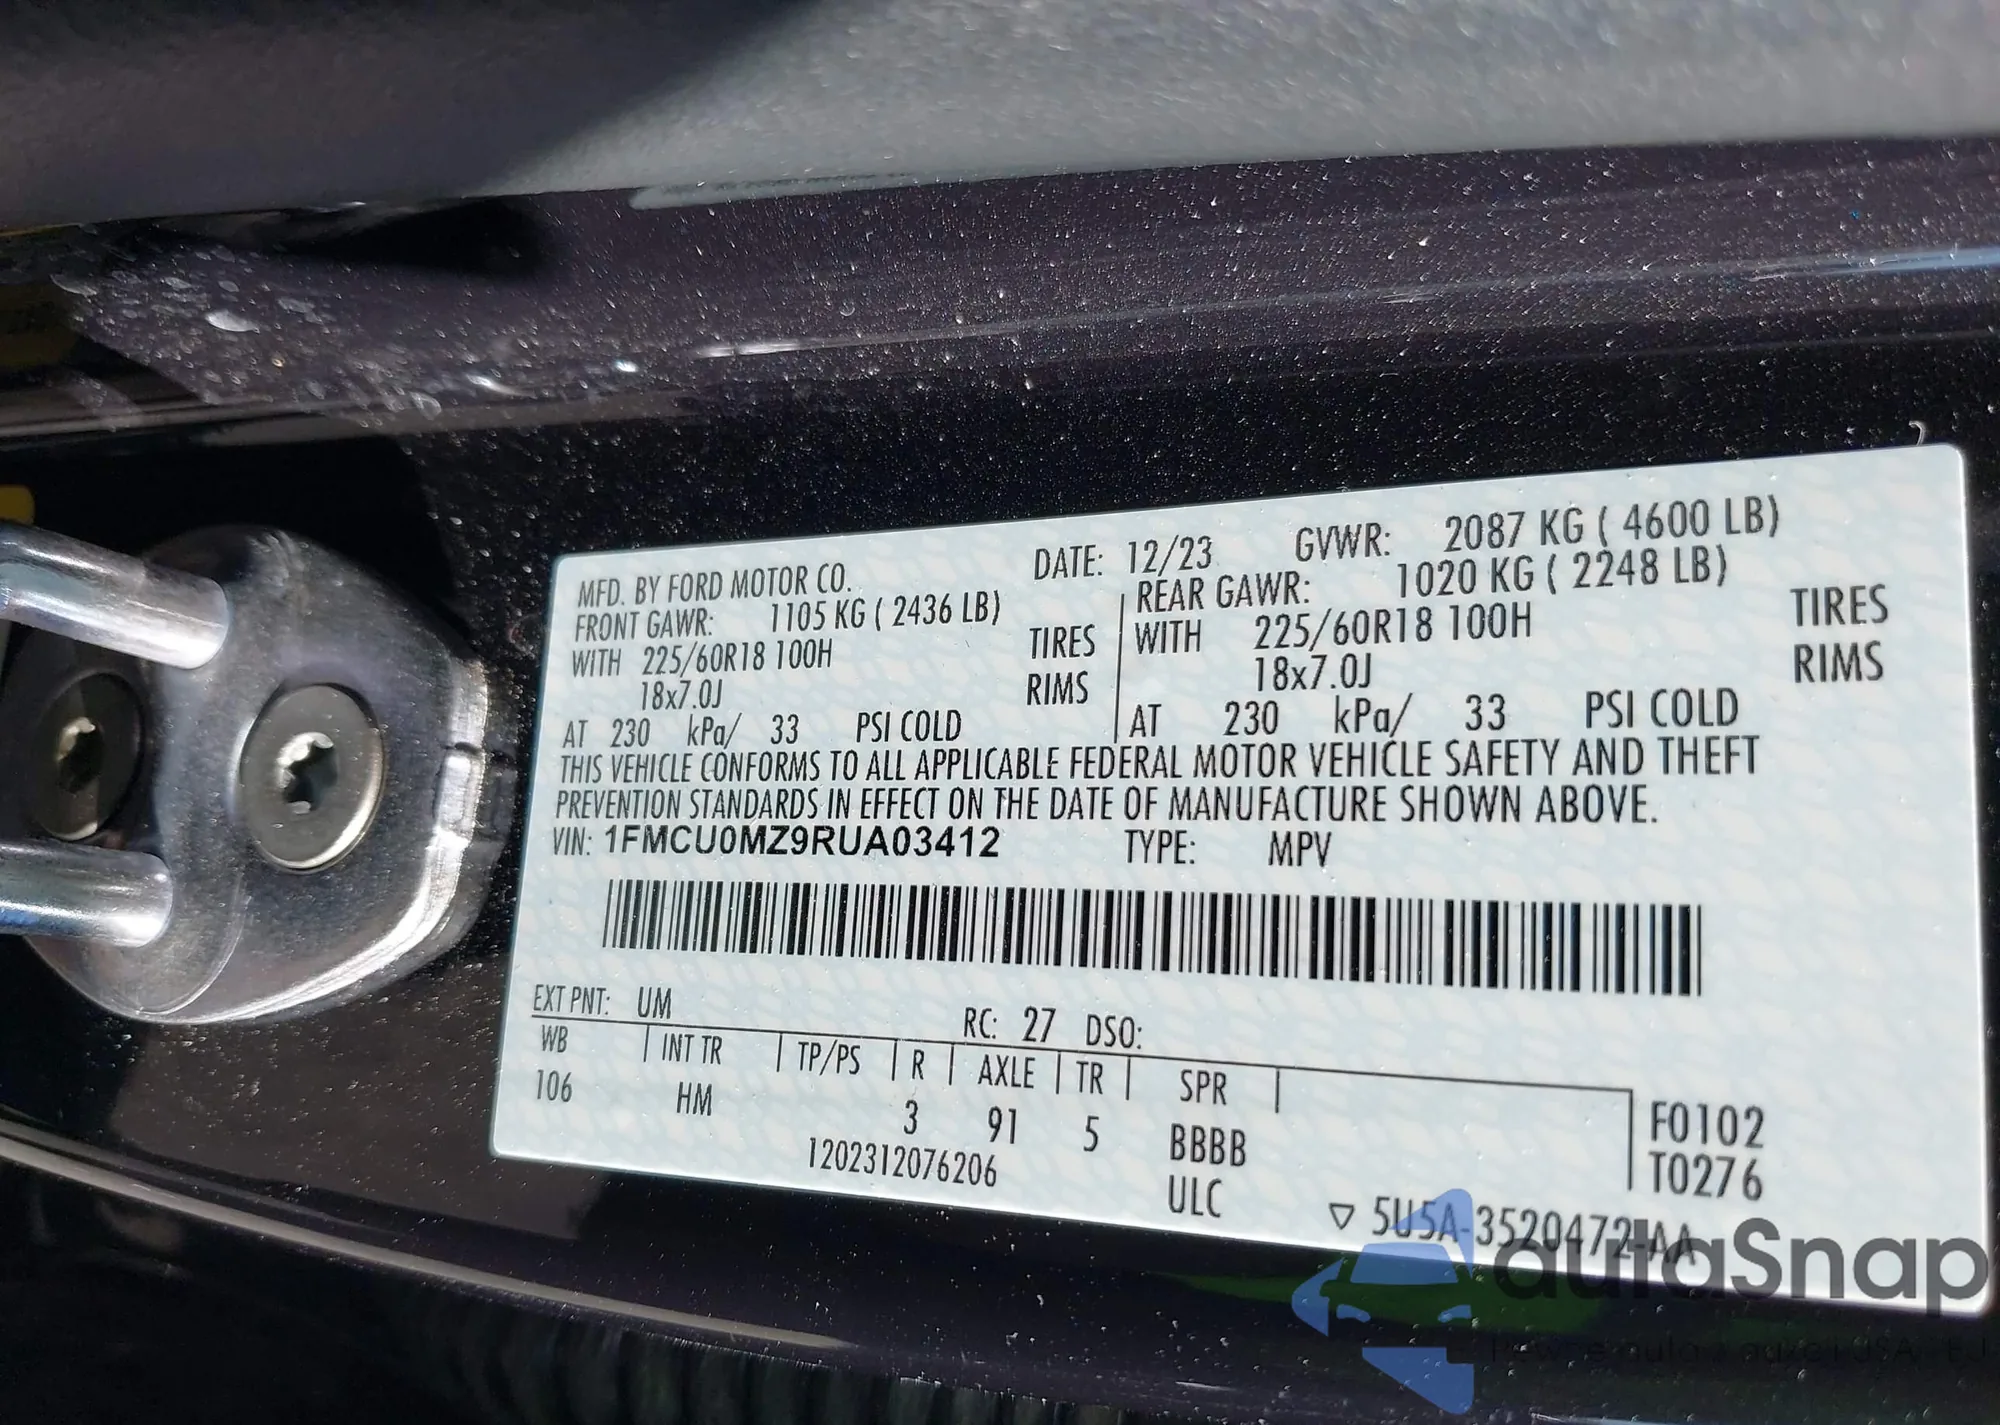 MFD. BY FORD MOTOR CO. DATE: 12/23 GVWR: 2087 KG ( 4600 LB)
FRONT GAWR: 1105 KG ( 2436 LB) REAR GAWR: 1020 KG ( 2248 LB)
WITH 225/60R18 100H TIRES WITH 225/60R18 100H TIRES
18x7.0J RIMS 18x7.0J RIMS
AT 230 kPa/ 33 PSI COLD AT 230 kPa/ 33 PSI COLD
THIS VEHICLE CONFORMS TO ALL APPLICABLE FEDERAL MOTOR VEHICLE SAFETY AND THEFT
PREVENTION STANDARDS IN EFFECT ON THE DATE OF MANUFACTURE SHOWN ABOVE.
VIN: 1FMCU0MZ9RUA03412 TYPE: MPV
EXT PNT: UM RC: 27 DSO:
WB INT TR TP/PS R AXLE TR SPR
106 HM 3 91 5 BBBB F0102
1202312076206 ULC T0276
▽ 5U5A-3520472-AA
autaSnap